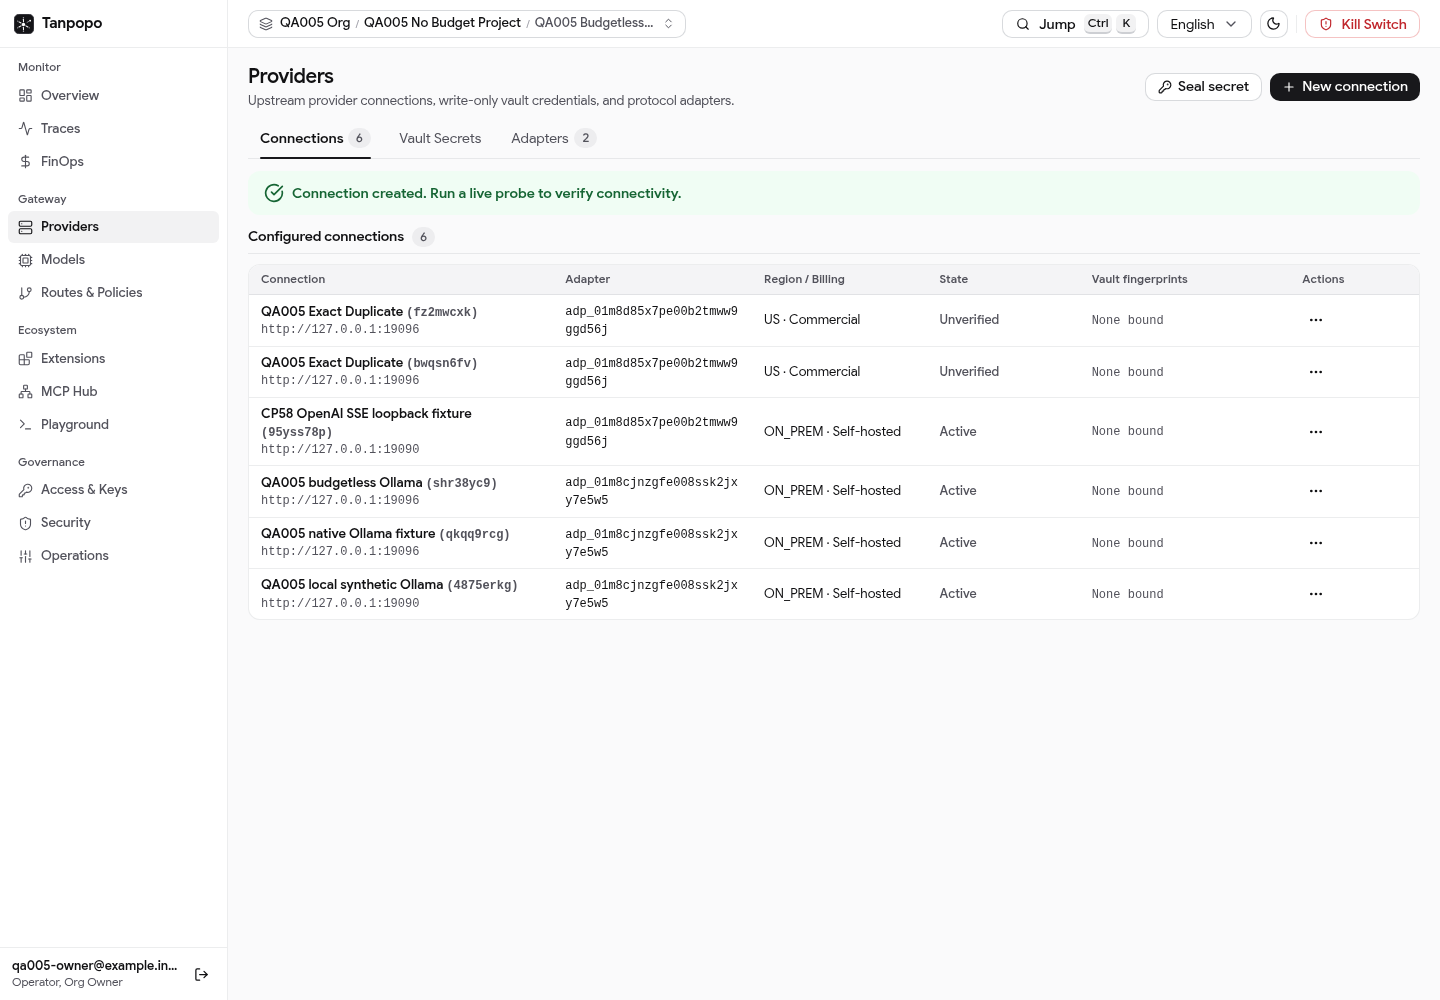 Tanpopo
QA005 Org / QA005 No Budget Project / QA005 Budgetless...
Jump Ctrl K
English
Kill Switch
Monitor
Overview
Traces
FinOps
Gateway
Providers
Models
Routes & Policies
Ecosystem
Extensions
MCP Hub
Playground
Governance
Access & Keys
Security
Operations
qa005-owner@example.in...
Operator, Org Owner
Providers
Upstream provider connections, write-only vault credentials, and protocol adapters.
Seal secret
New connection
Connections 6
Vault Secrets
Adapters 2
Connection created. Run a live probe to verify connectivity.
Configured connections 6
Connection Adapter Region / Billing State Vault fingerprints Actions
QA005 Exact Duplicate (fz2mwcxk)
http://127.0.0.1:19096
adp_01m8d85x7pe00b2tmww9
ggd56j
US · Commercial
Unverified
None bound
QA005 Exact Duplicate (bwqsn6fv)
http://127.0.0.1:19096
adp_01m8d85x7pe00b2tmww9
ggd56j
US · Commercial
Unverified
None bound
CP58 OpenAI SSE loopback fixture
(95yss78p)
http://127.0.0.1:19090
adp_01m8d85x7pe00b2tmww9
ggd56j
ON_PREM · Self-hosted
Active
None bound
QA005 budgetless Ollama (shr38yc9)
http://127.0.0.1:19096
adp_01m8cjnzgfe008ssk2jx
y7e5w5
ON_PREM · Self-hosted
Active
None bound
QA005 native Ollama fixture (qkqq9rcg)
http://127.0.0.1:19096
adp_01m8cjnzgfe008ssk2jx
y7e5w5
ON_PREM · Self-hosted
Active
None bound
QA005 local synthetic Ollama (4875erkg)
http://127.0.0.1:19090
adp_01m8cjnzgfe008ssk2jx
y7e5w5
ON_PREM · Self-hosted
Active
None bound